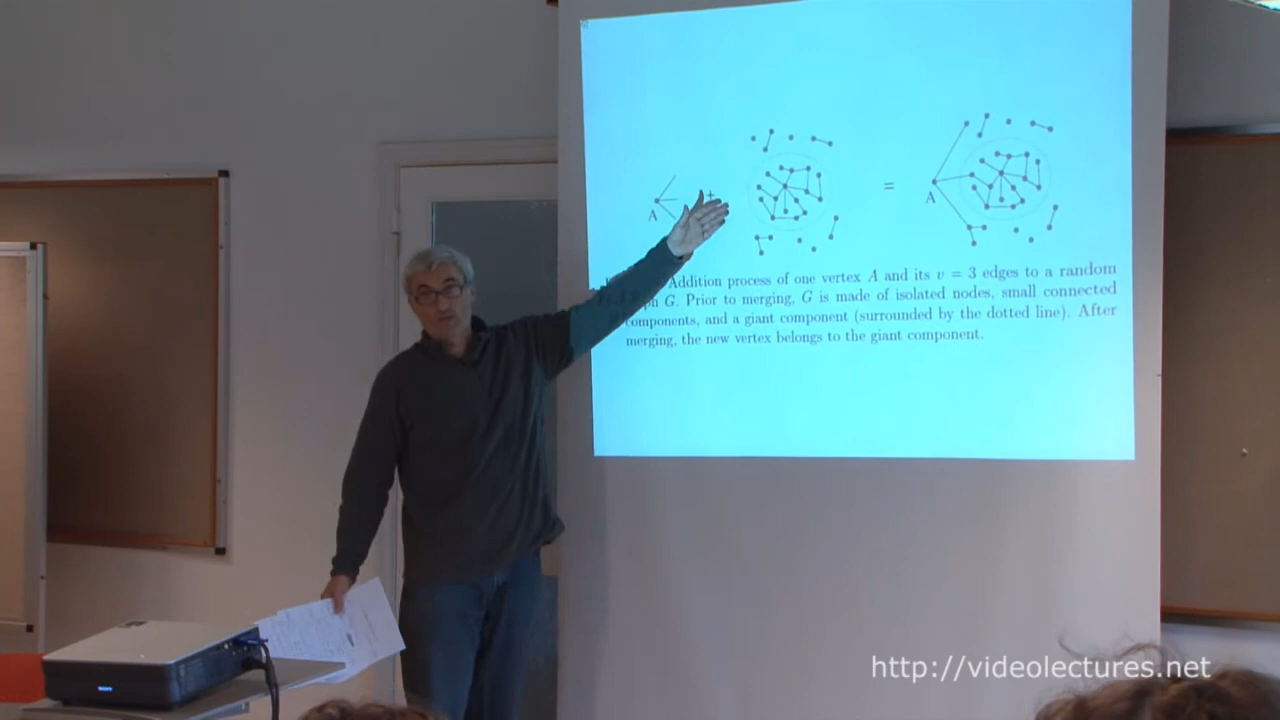 A
+
=
A
Addition process of one vertex A and its v = 3 edges to a random
G. Prior to merging, G is made of isolated nodes, small connected
components, and a giant component (surrounded by the dotted line). After
merging, the new vertex belongs to the giant component.
http://videolectures.net